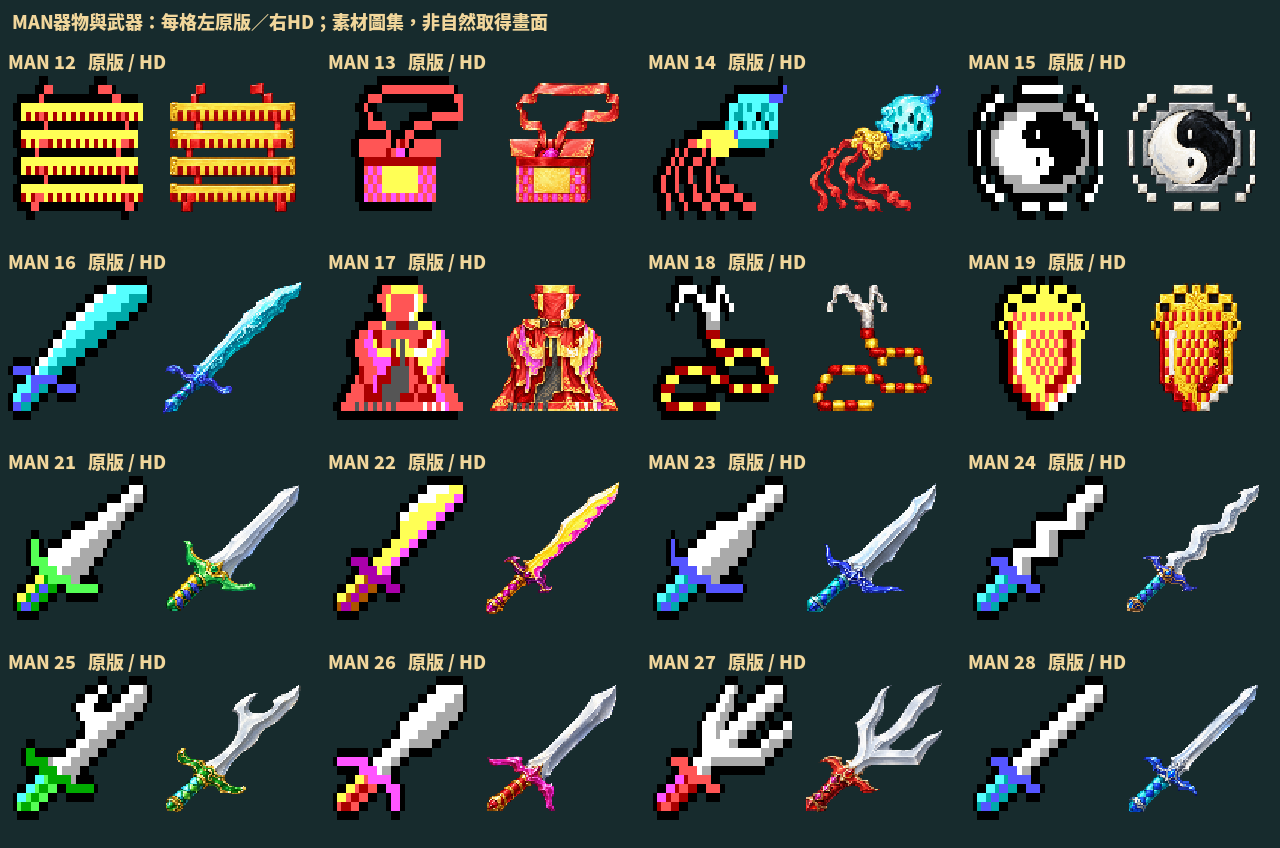 MAN器物與武器：每格左原版／右HD；素材圖集，非自然取得畫面
MAN 12 原版 / HD
MAN 13 原版 / HD
MAN 14 原版 / HD
MAN 15 原版 / HD
MAN 16 原版 / HD
MAN 17 原版 / HD
MAN 18 原版 / HD
MAN 19 原版 / HD
MAN 21 原版 / HD
MAN 22 原版 / HD
MAN 23 原版 / HD
MAN 24 原版 / HD
MAN 25 原版 / HD
MAN 26 原版 / HD
MAN 27 原版 / HD
MAN 28 原版 / HD